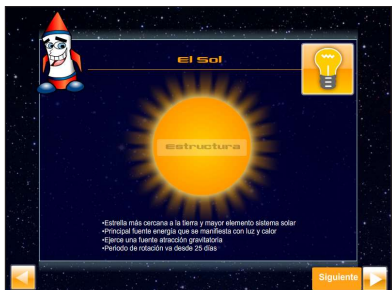 El Sol
Estructura
•Estrella más cercana a la tierra y mayor elemento sistema solar
•Principal fuente energía que se manifiesta con luz y calor
•Ejerce una fuente atracción gravitatoria
•Periodo de rotación va desde 25 días
Siguiente